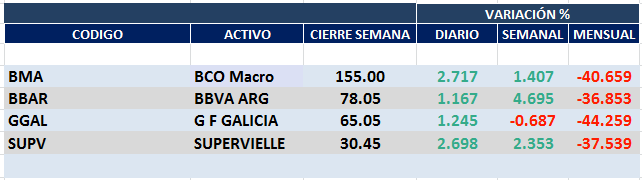 VARIACIÓN %
CODIGO ACTIVO CIERRE SEMANA DIARIO SEMANAL MENSUAL
BMA BCO Macro 155.00 2.717 1.407 -40.659
BBAR BBVA ARG 78.05 1.167 4.695 -36.853
GGAL G F GALICIA 65.05 1.245 -0.687 -44.259
SUPV SUPERVIELLE 30.45 2.698 2.353 -37.539